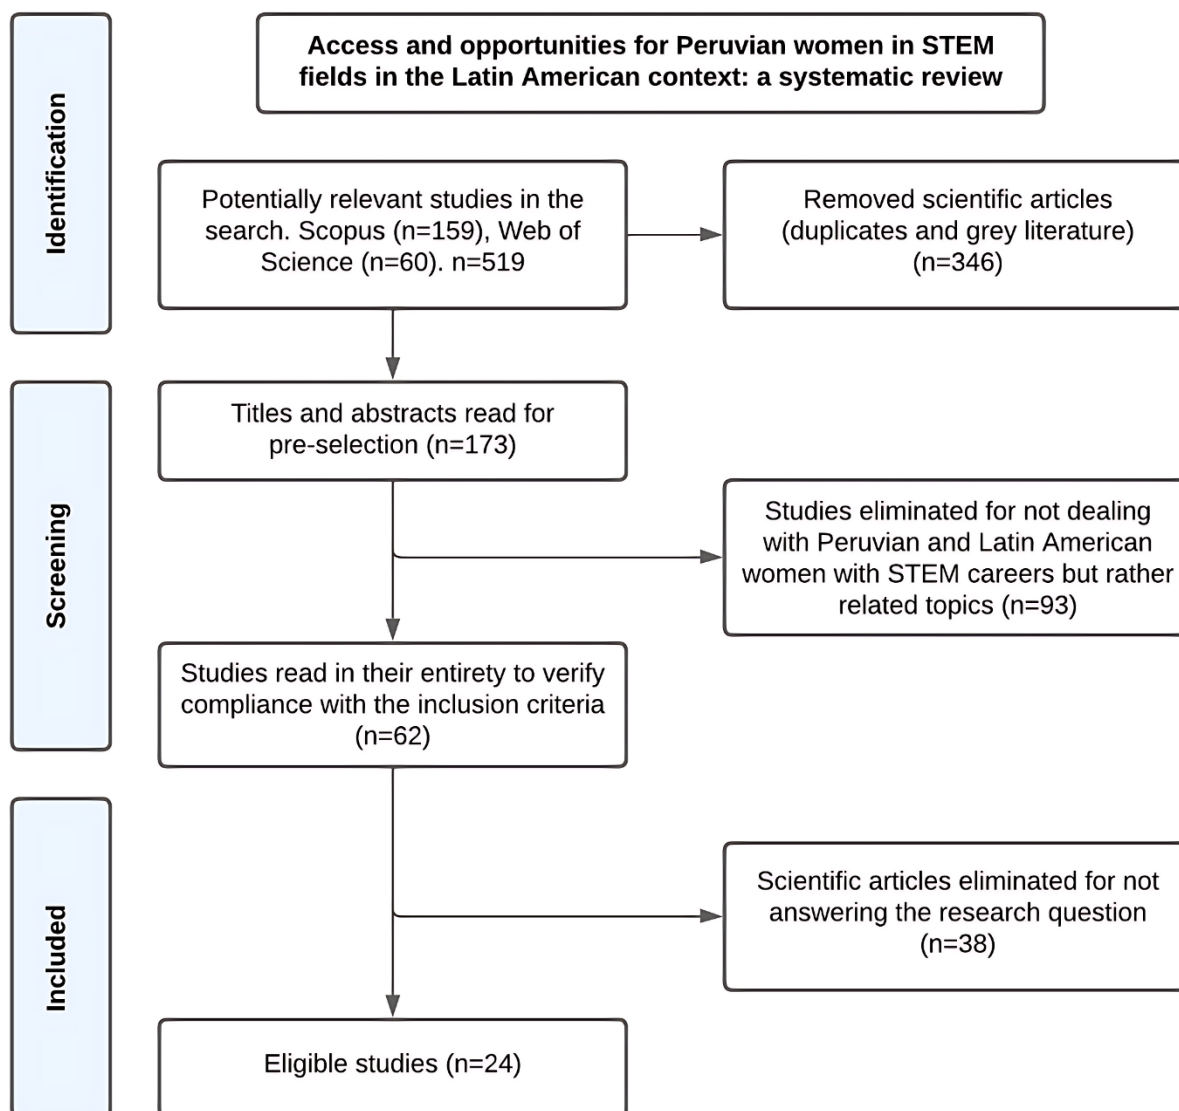 Identification
Access and opportunities for Peruvian women in STEM
fields in the Latin American context: a systematic review
Potentially relevant studies in the
search. Scopus (n=159), Web of
Science (n=60). n=519
Removed scientific articles
(duplicates and grey literature)
(n=346)
Screening
Titles and abstracts read for
pre-selection (n=173)
Studies eliminated for not dealing
with Peruvian and Latin American
women with STEM careers but rather
related topics (n=93)
Studies read in their entirety to verify
compliance with the inclusion criteria
(n=62)
Included
Scientific articles eliminated for not
answering the research question
(n=38)
Eligible studies (n=24)